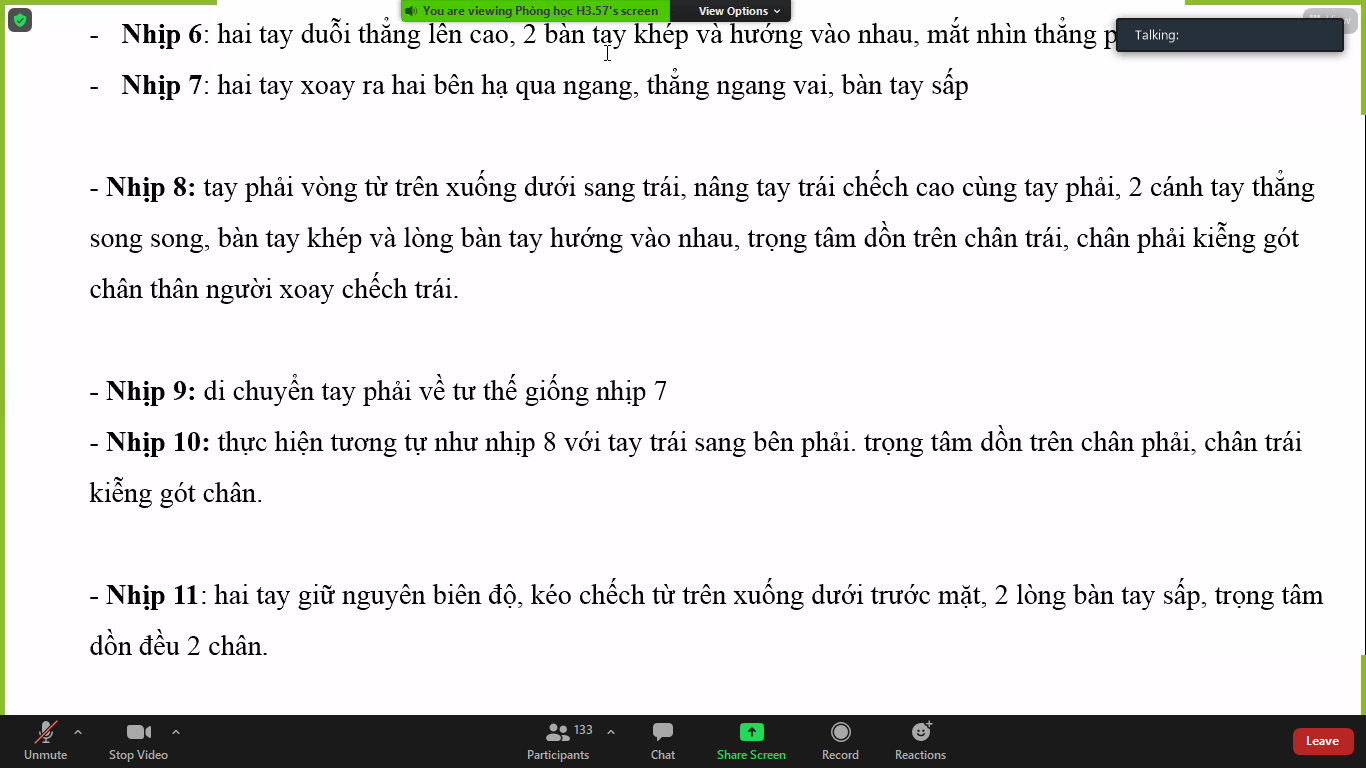 You are viewing Phòng học H3.57's screen
View Options
Talking:
- Nhịp 6: hai tay duỗi thẳng lên cao, 2 bàn tay khép và hướng vào nhau, mắt nhìn thẳng
- Nhịp 7: hai tay xoay ra hai bên hạ qua ngang, thẳng ngang vai, bàn tay sấp
- Nhịp 8: tay phải vòng từ trên xuống dưới sang trái, nâng tay trái chếch cao cùng tay phải, 2 cánh tay thẳng
song song, bàn tay khép và lòng bàn tay hướng vào nhau, trọng tâm dồn trên chân trái, chân phải kiễng gót
chân thân người xoay chếch trái.
- Nhịp 9: di chuyển tay phải về tư thế giống nhịp 7
- Nhịp 10: thực hiện tương tự như nhịp 8 với tay trái sang bên phải. trọng tâm dồn trên chân phải, chân trái
kiễng gót chân.
- Nhịp 11: hai tay giữ nguyên biên độ, kéo chếch từ trên xuống dưới trước mặt, 2 lòng bàn tay sấp, trọng tâm
dồn đều 2 chân.
Unmute
Stop Video
Participants
133
Chat
Share Screen
Record
Reactions
Leave